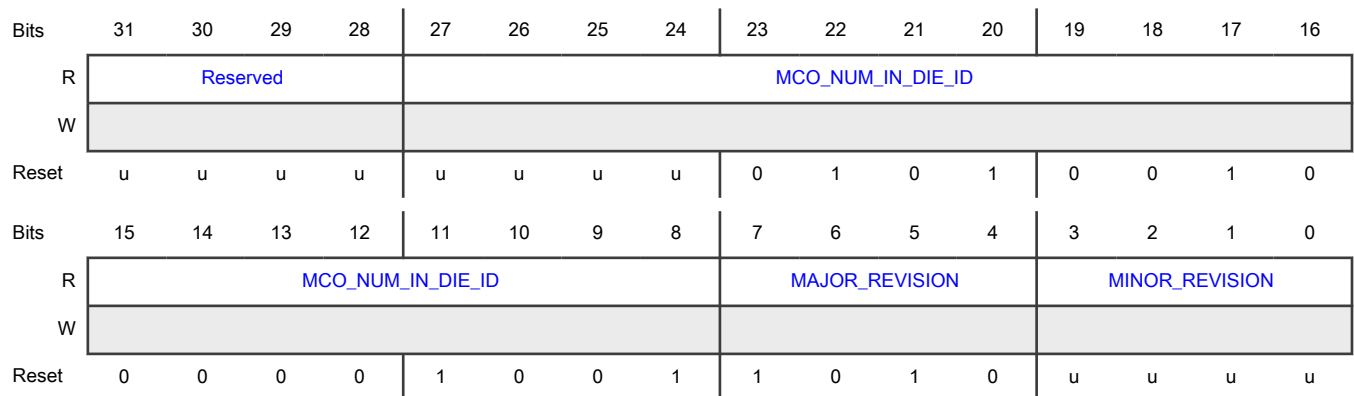 Bits 31 30 29 28 27 26 25 24 23 22 21 20 19 18 17 16
R Reserved MCO_NUM_IN_DIE_ID
W
Reset u u u u u u u u 0 1 0 1 0 0 1 0
Bits 15 14 13 12 11 10 9 8 7 6 5 4 3 2 1 0
R MCO_NUM_IN_DIE_ID MAJOR_REVISION MINOR_REVISION
W
Reset 0 0 0 0 1 0 0 1 1 0 1 0 u u u u